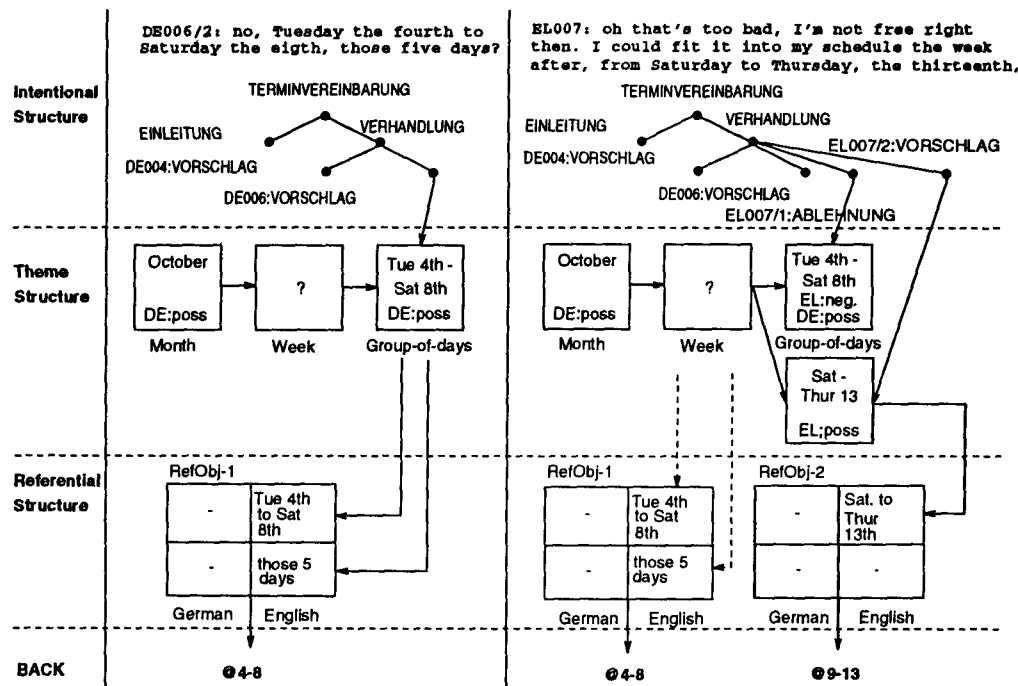 DE006/2: no, Tuesday the fourth to
Saturday the eigth, those five days?
EL007: oh that's too bad, I'm not free right
then. I could fit it into my schedule the week
after, from Saturday to Thursday, the thirteenth,
Intentional
Structure
TERMINVEREINBARUNG
EINLEITUNG
VERHANDLUNG
DE004:VORSCHLAG
DE006:VORSCHLAG
TERMINVEREINBARUNG
EINLEITUNG
VERHANDLUNG
DE004:VORSCHLAG
EL007/2:VORSCHLAG
DE006:VORSCHLAG
EL007/1:ABLEHNUNG
Theme
Structure
October
DE:poss
Month
?
Week
Tue 4th -
Sat 8th
DE:poss
Group-of-days
October
DE:poss
Month
?
Week
Tue 4th -
Sat 8th
EL:neg.
DE:poss
Group-of-days
Sat -
Thur 13
EL;poss
Referential
Structure
RefObj-1
-
Tue 4th
to Sat
8th
-
those 5
days
German
English
RefObj-1
-
Tue 4th
to Sat
8th
-
those 5
days
German
English
RefObj-2
-
Sat. to
Thur
13th
-
-
German
English
BACK
@4-8
@4-8
@9-13